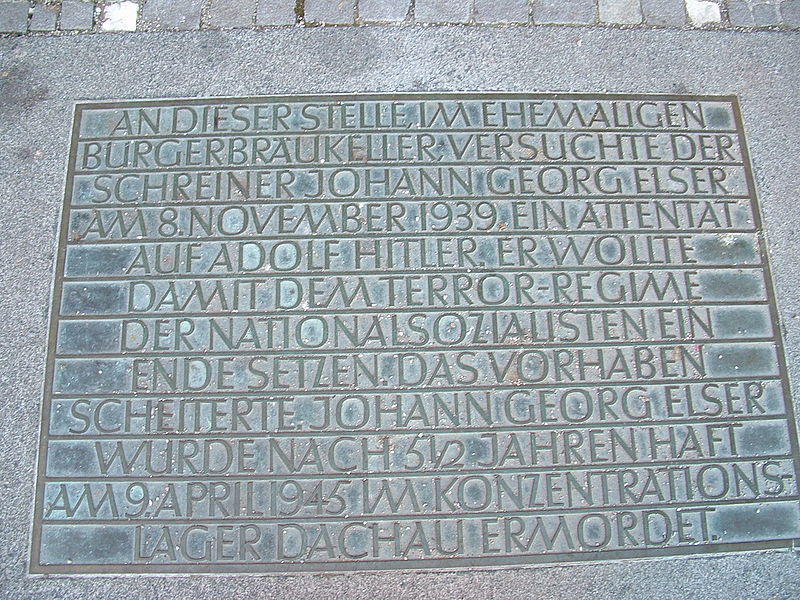 AN DIESER STELLE, IM EHEMALIGEN
BÜRGERBRÄUKELLER, VERSUCHTE DER
SCHREINER JOHANN GEORG ELSER
AM 8. NOVEMBER 1939 EIN ATTENTAT
AUF ADOLF HITLER. ER WOLLTE
DAMIT DEM TERROR-REGIME
DER NATIONALSOZIALISTEN EIN
ENDE SETZEN. DAS VORHABEN
SCHEITERTE. JOHANN GEORG ELSER
WURDE NACH 5 1/2 JAHREN HAFT
AM 9. APRIL 1945 IM KONZENTRATIONS-
LAGER DACHAU ERMORDET.